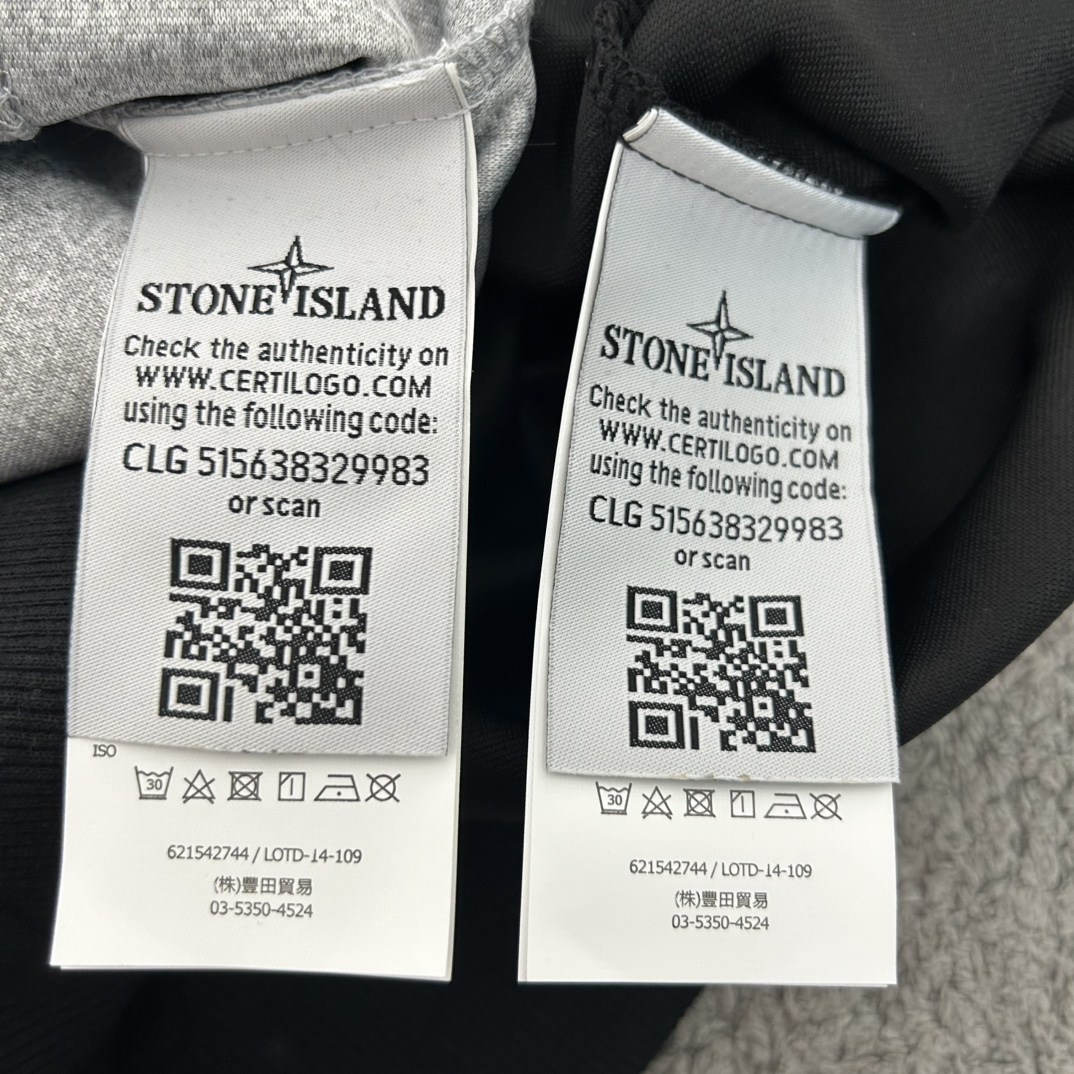 STONE ISLAND
Check the authenticity on
WWW.CERTILOGO.COM
using the following code:
CLG 515638329983
or scan
ISO
30
621542744 / LOTD-14-109
(株)豐田貿易
03-5350-4524
STONE ISLAND
Check the authenticity on
WWW.CERTILOGO.COM
using the following code:
CLG 515638329983
or scan
30
621542744 / LOTD-14-109
(株)豐田貿易
03-5350-4524